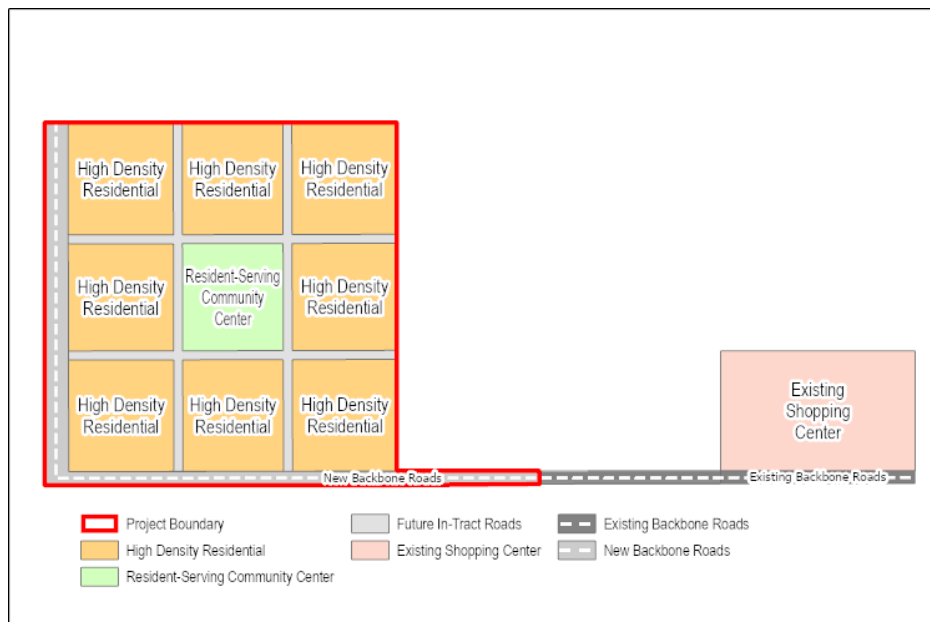 High Density
Residential
High Density
Residential
High Density
Residential
High Density
Residential
Resident-Serving
Community
Center
High Density
Residential
High Density
Residential
High Density
Residential
High Density
Residential
Existing
Shopping
Center
New Backbone Roads
Existing Backbone Roads
Project Boundary
High Density Residential
Resident-Serving Community Center
Future In-Tract Roads
Existing Shopping Center
Existing Backbone Roads
New Backbone Roads